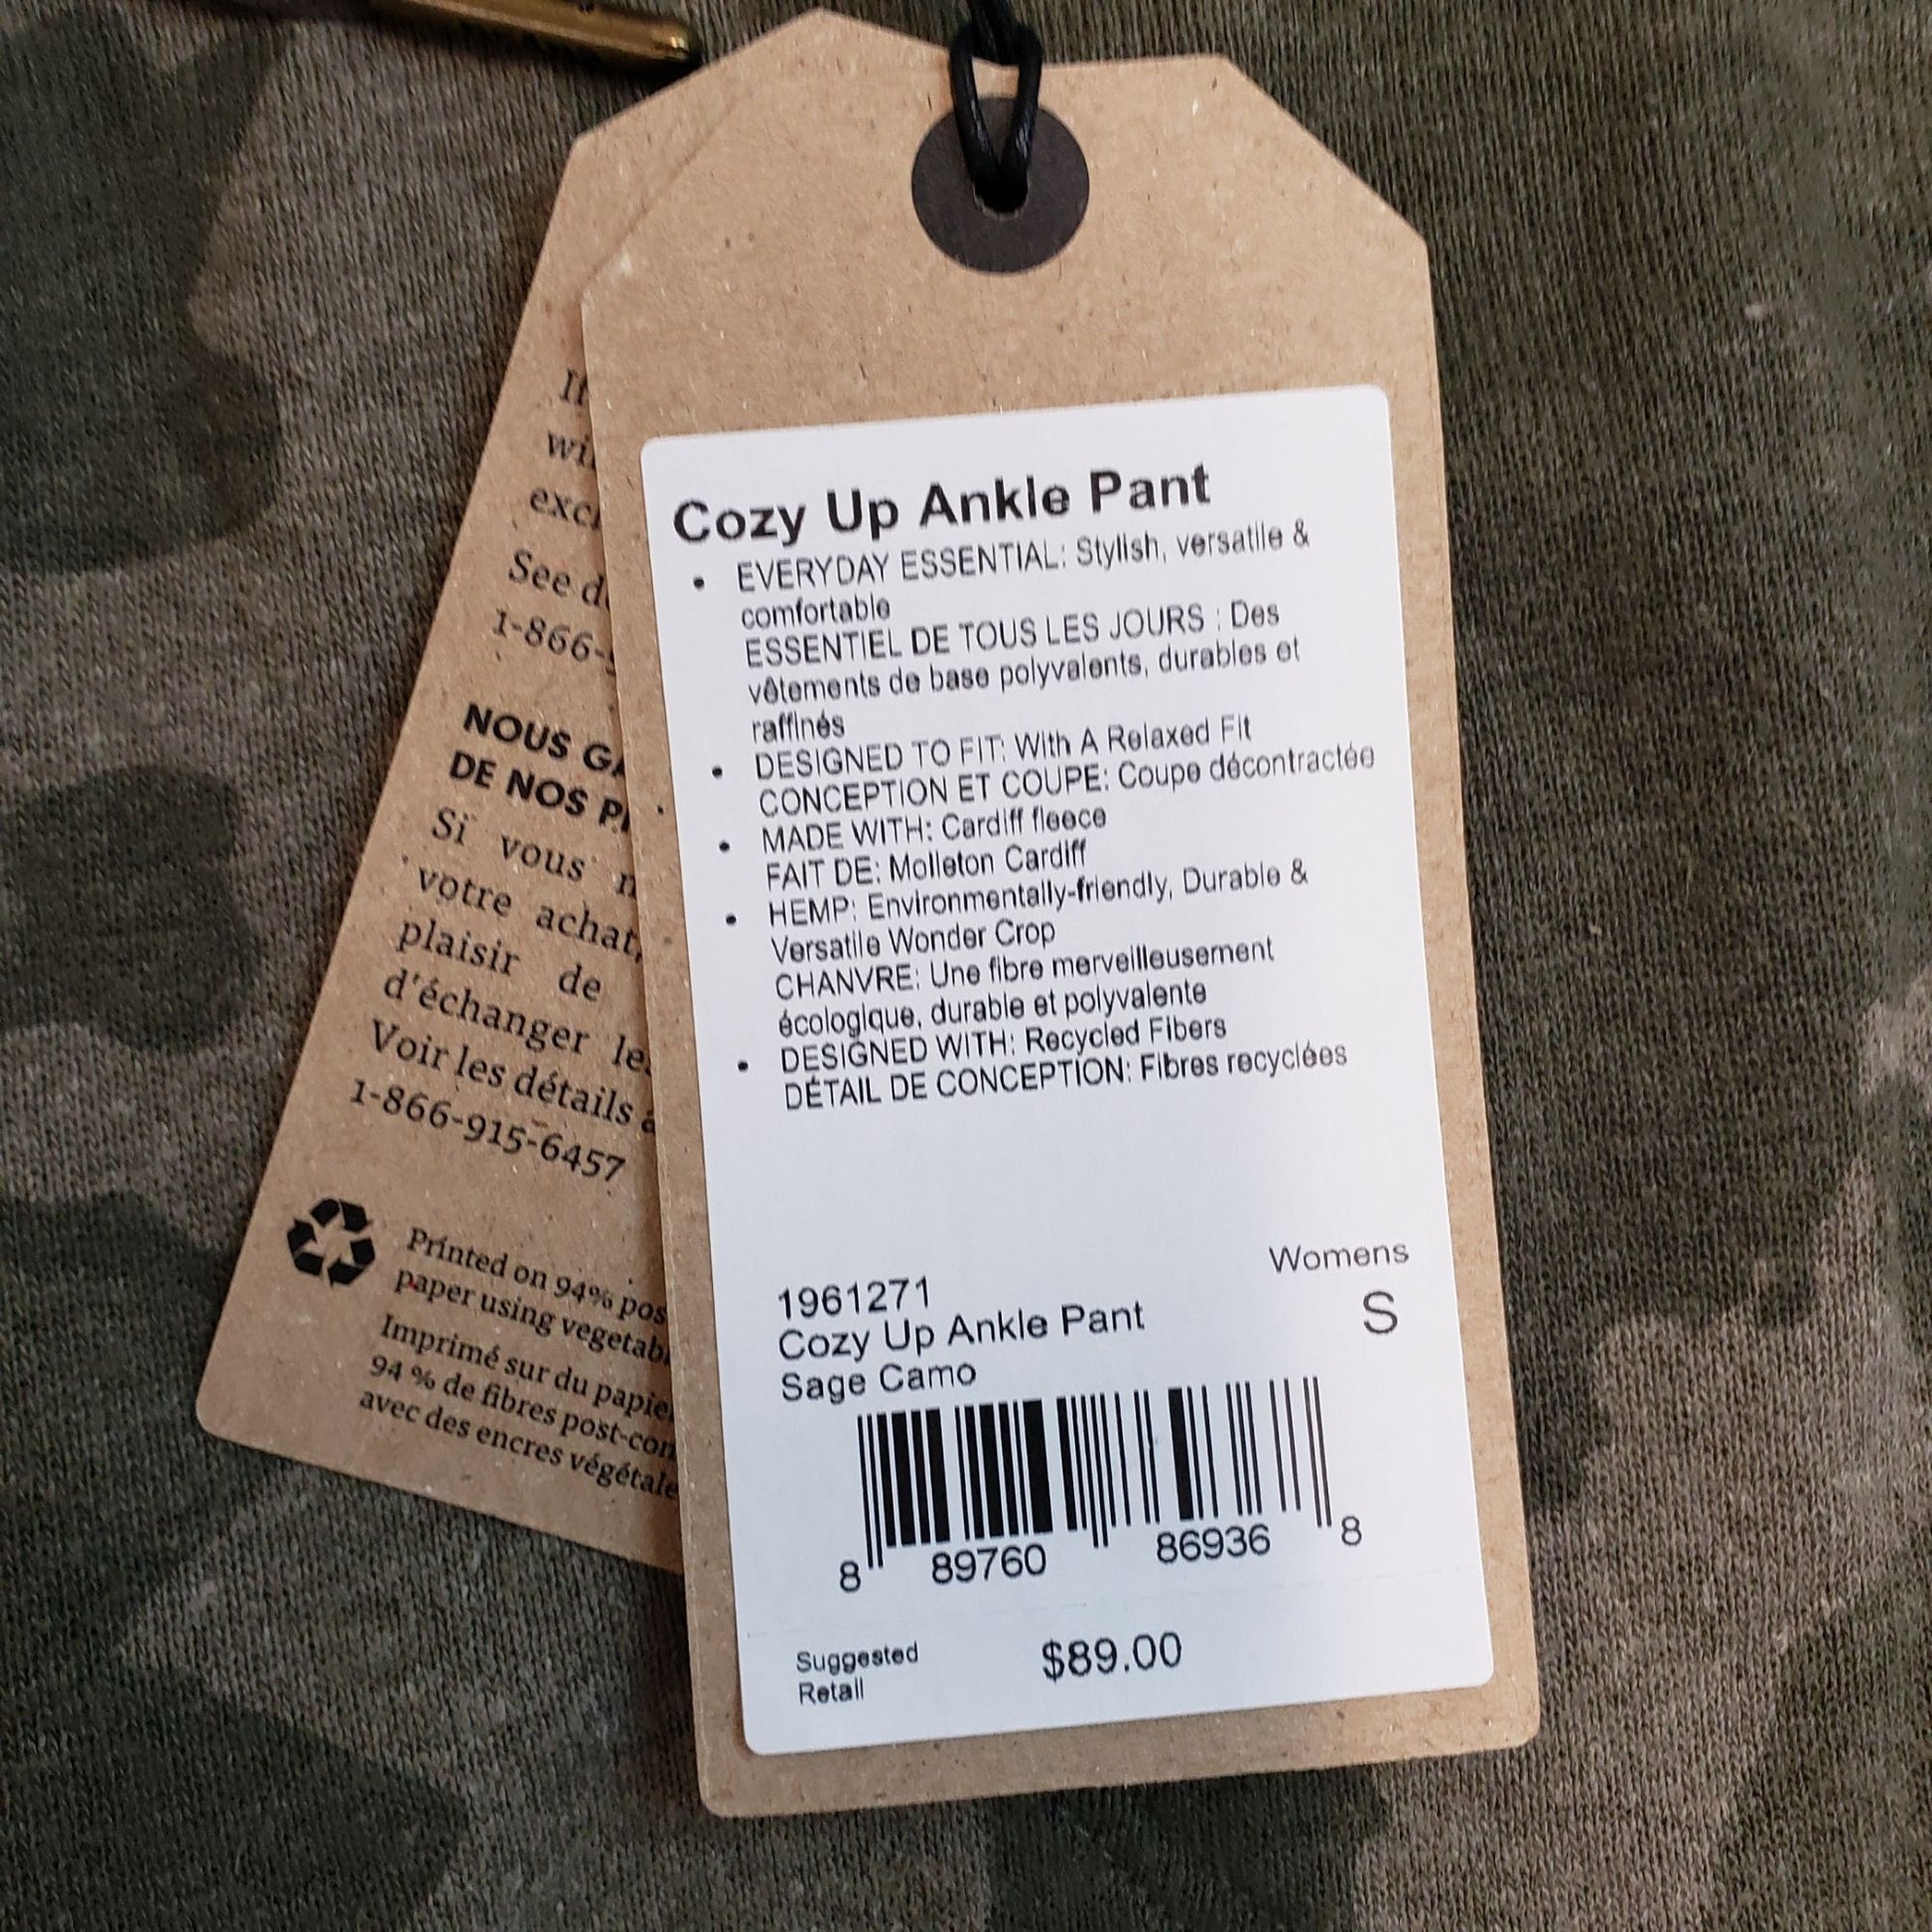 If
See
1-866-
NOUS
DE NOS
Si vous
votre achat,
plaisir de
d'échanger
Voir les détails
1-866-915-6457
Printed on 94%
paper using
Imprimé sur du
94 % de fibres
avec des encres
Cozy Up Ankle Pant
• EVERYDAY ESSENTIAL: Stylish, versatile &
comfortable
ESSENTIEL DE TOUS LES JOURS : Des
vêtements de base polyvalents, durables et
raffinés
• DESIGNED TO FIT: With A Relaxed Fit
CONCEPTION ET COUPE: Coupe décontractée
• MADE WITH: Cardiff fleece
FAIT DE: Molleton Cardiff
• HEMP: Environmentally-friendly, Durable &
Versatile Wonder Crop
CHANVRE: Une fibre merveilleusement
écologique, durable et polyvalente
• DESIGNED WITH: Recycled Fibers
DÉTAIL DE CONCEPTION: Fibres recyclées
Womens
S
1961271
Cozy Up Ankle Pant
Sage Camo
8 89760 86936 8
Suggested
Retail
$89.00